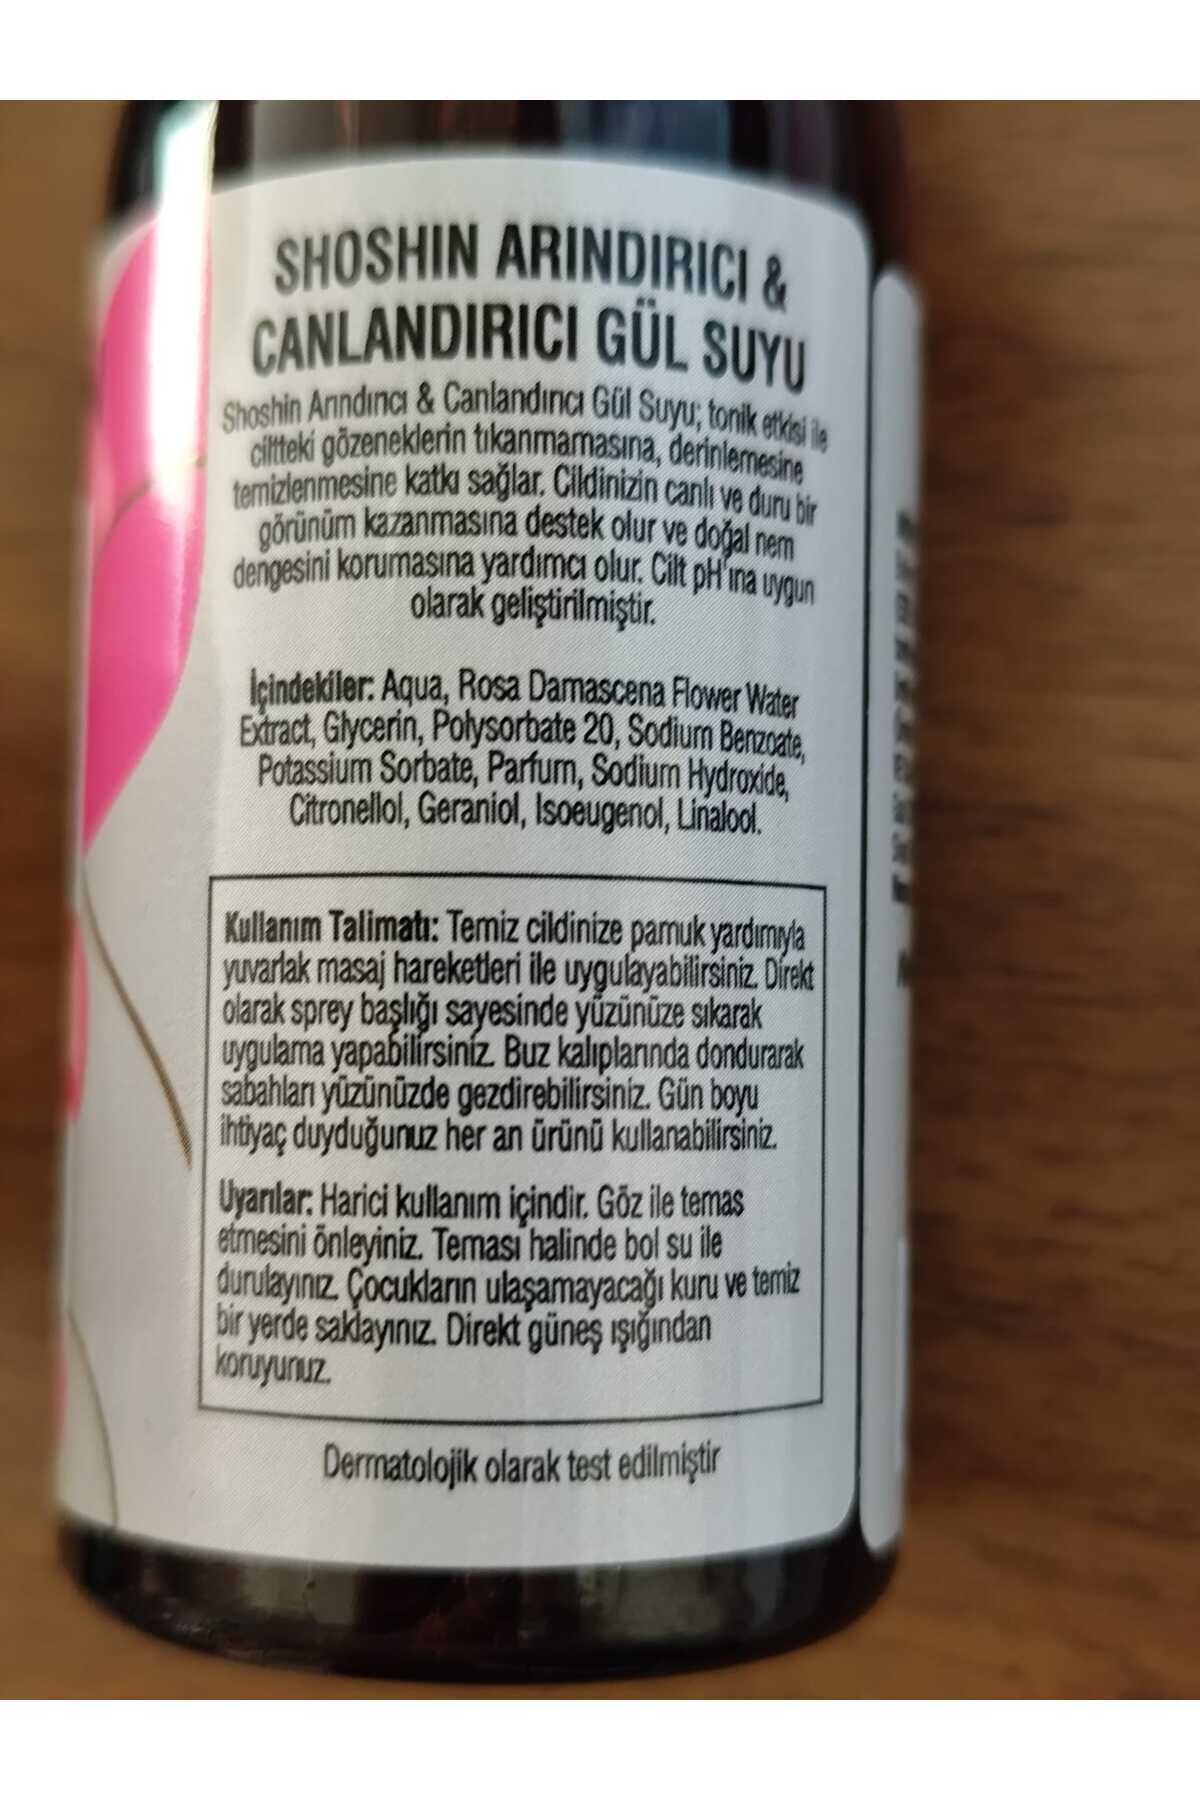 SHOSHIN ARINDIRICI &
CANLANDIRICI GÜL SUYU
Shoshin Arındırıcı & Canlandırıcı Gül Suyu; tonik etkisi ile
ciltteki gözeneklerin tıkanmamasına, derinlemesine
temizlenmesine katkı sağlar. Cildinizin canlı ve duru bir
görünüm kazanmasına destek olur ve doğal nem
dengesini korumasına yardımcı olur. Cilt pH'ına uygun
olarak geliştirilmiştir.
İçindekiler: Aqua, Rosa Damascena Flower Water
Extract, Glycerin, Polysorbate 20, Sodium Benzoate,
Potassium Sorbate, Parfum, Sodium Hydroxide,
Citronellol, Geraniol, Isoeugenol, Linalool.
Kullanım Talimatı: Temiz cildinize pamuk yardımıyla
yuvarlak masaj hareketleri ile uygulayabilirsiniz. Direkt
olarak sprey başlığı sayesinde yüzünüze sıkarak
uygulama yapabilirsiniz. Buz kalıplarında dondurarak
sabahları yüzünüzde gezdirebilirsiniz. Gün boyu
ihtiyaç duyduğunuz her an ürünü kullanabilirsiniz.
Uyarılar: Harici kullanım içindir. Göz ile temas
etmesini önleyiniz. Teması halinde bol su ile
durulayınız. Çocukların ulaşamayacağı kuru ve temiz
bir yerde saklayınız. Direkt güneş ışığından
koruyunuz.
Dermatolojik olarak test edilmiştir